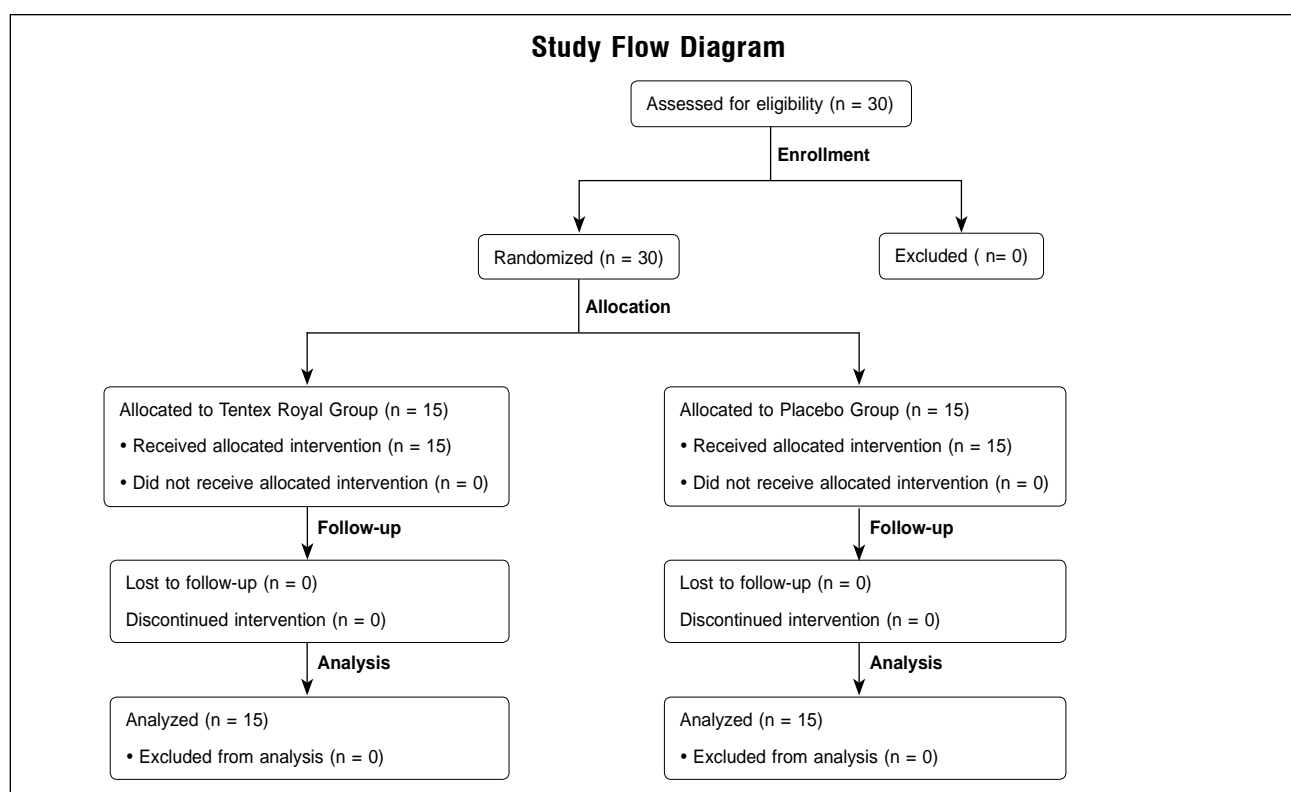 Study Flow Diagram
Assessed for eligibility (n = 30)
Enrollment
Randomized (n = 30)
Excluded ( n= 0)
Allocation
Allocated to Tentex Royal Group (n = 15)
• Received allocated intervention (n = 15)
• Did not receive allocated intervention (n = 0)
Allocated to Placebo Group (n = 15)
• Received allocated intervention (n = 15)
• Did not receive allocated intervention (n = 0)
Follow-up
Follow-up
Lost to follow-up (n = 0)
Discontinued intervention (n = 0)
Lost to follow-up (n = 0)
Discontinued intervention (n = 0)
Analysis
Analysis
Analyzed (n = 15)
• Excluded from analysis (n = 0)
Analyzed (n = 15)
• Excluded from analysis (n = 0)